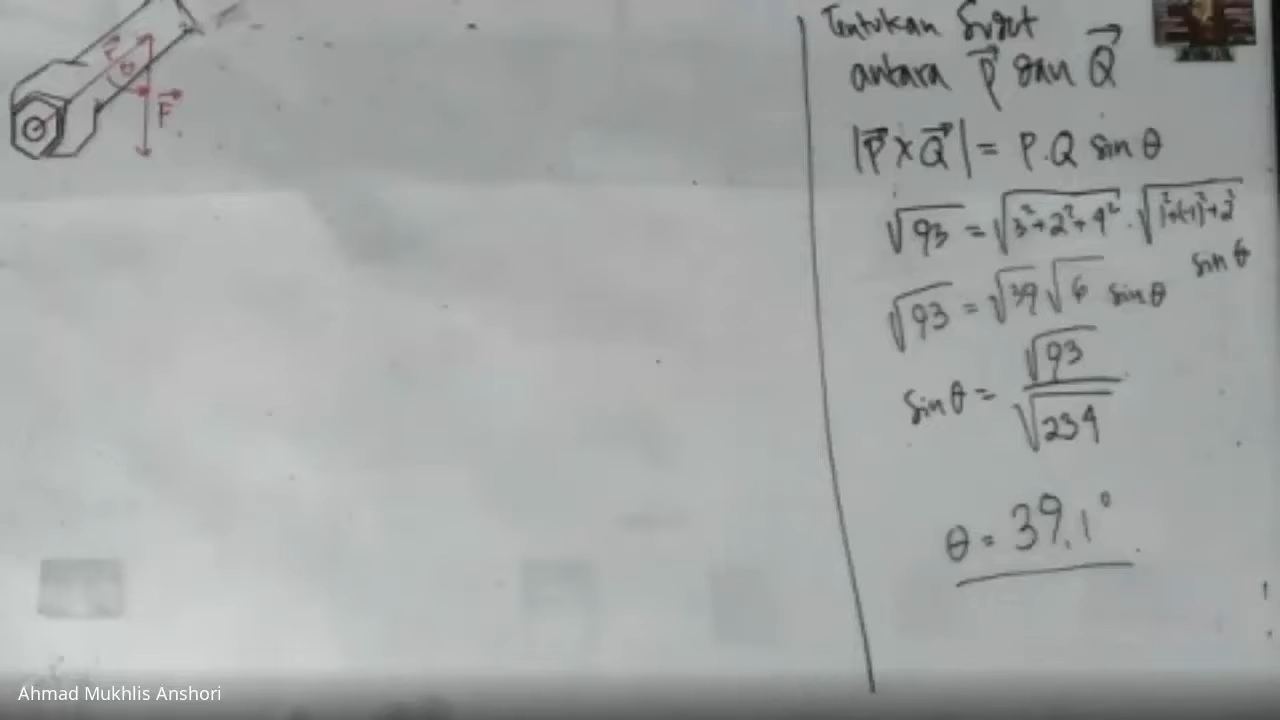 r⃗
θ
F⃗
Tentukan Sudut
antara P⃗ dan Q⃗
|P⃗ x Q⃗| = P.Q sin θ
√93 = √3²+2²+4² . √1²+(-1)²+2²
sin θ
√93 = √39 √6 sin θ
sin θ = √93 / √234
θ = 39,1°
Ahmad Mukhlis Anshori